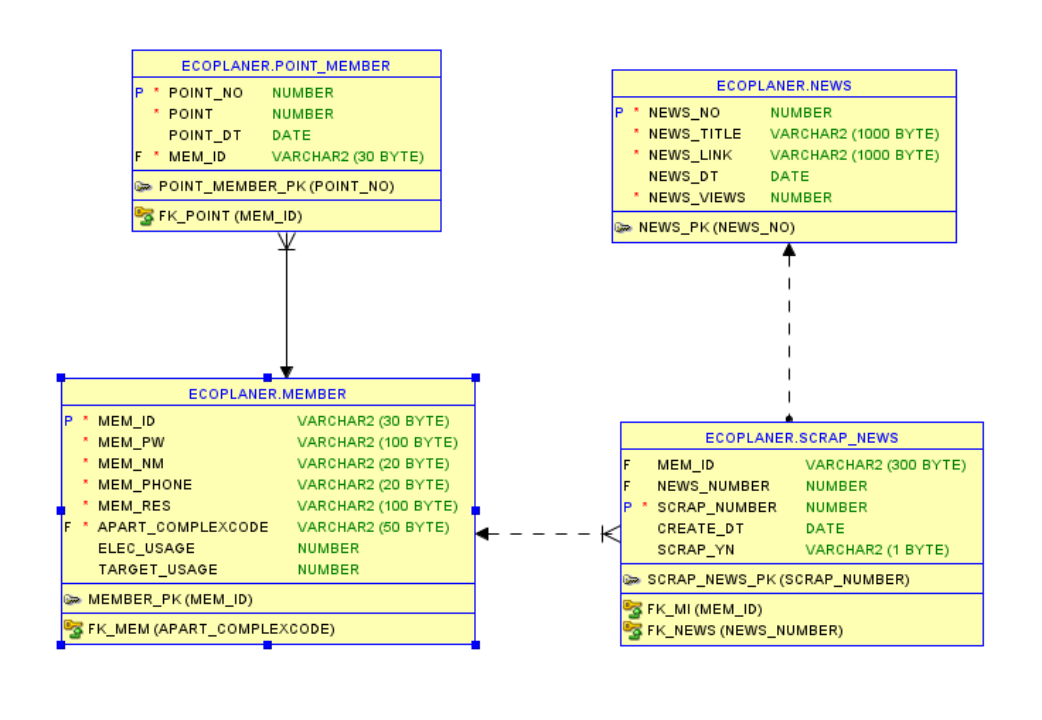 ECOPLANER.POINT_MEMBER
P * POINT_NO NUMBER
* POINT NUMBER
POINT_DT DATE
F * MEM_ID VARCHAR2 (30 BYTE)
POINT_MEMBER_PK (POINT_NO)
FK_POINT (MEM_ID)
ECOPLANER.NEWS
P * NEWS_NO NUMBER
* NEWS_TITLE VARCHAR2 (1000 BYTE)
* NEWS_LINK VARCHAR2 (1000 BYTE)
NEWS_DT DATE
* NEWS_VIEWS NUMBER
NEWS_PK (NEWS_NO)
ECOPLANER.MEMBER
P * MEM_ID VARCHAR2 (30 BYTE)
* MEM_PW VARCHAR2 (100 BYTE)
* MEM_NM VARCHAR2 (20 BYTE)
* MEM_PHONE VARCHAR2 (20 BYTE)
* MEM_RES VARCHAR2 (100 BYTE)
F * APART_COMPLEXCODE VARCHAR2 (50 BYTE)
ELEC_USAGE NUMBER
TARGET_USAGE NUMBER
MEMBER_PK (MEM_ID)
FK_MEM (APART_COMPLEXCODE)
ECOPLANER.SCRAP_NEWS
F MEM_ID VARCHAR2 (300 BYTE)
F NEWS_NUMBER NUMBER
P * SCRAP_NUMBER NUMBER
CREATE_DT DATE
SCRAP_YN VARCHAR2 (1 BYTE)
SCRAP_NEWS_PK (SCRAP_NUMBER)
FK_MI (MEM_ID)
FK_NEWS (NEWS_NUMBER)